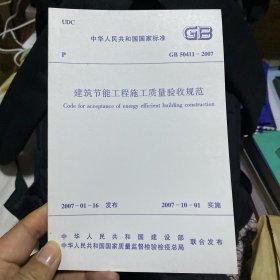 UDC
中华人民共和国国家标准
GB
P
GB 50411－2007
建筑节能工程施工质量验收规范
Code for acceptance of energy efficient building construction
2007－01－16 发布
2007－10－01 实施
中华人民共和国建设部
中华人民共和国国家质量监督检验检疫总局
联合发布